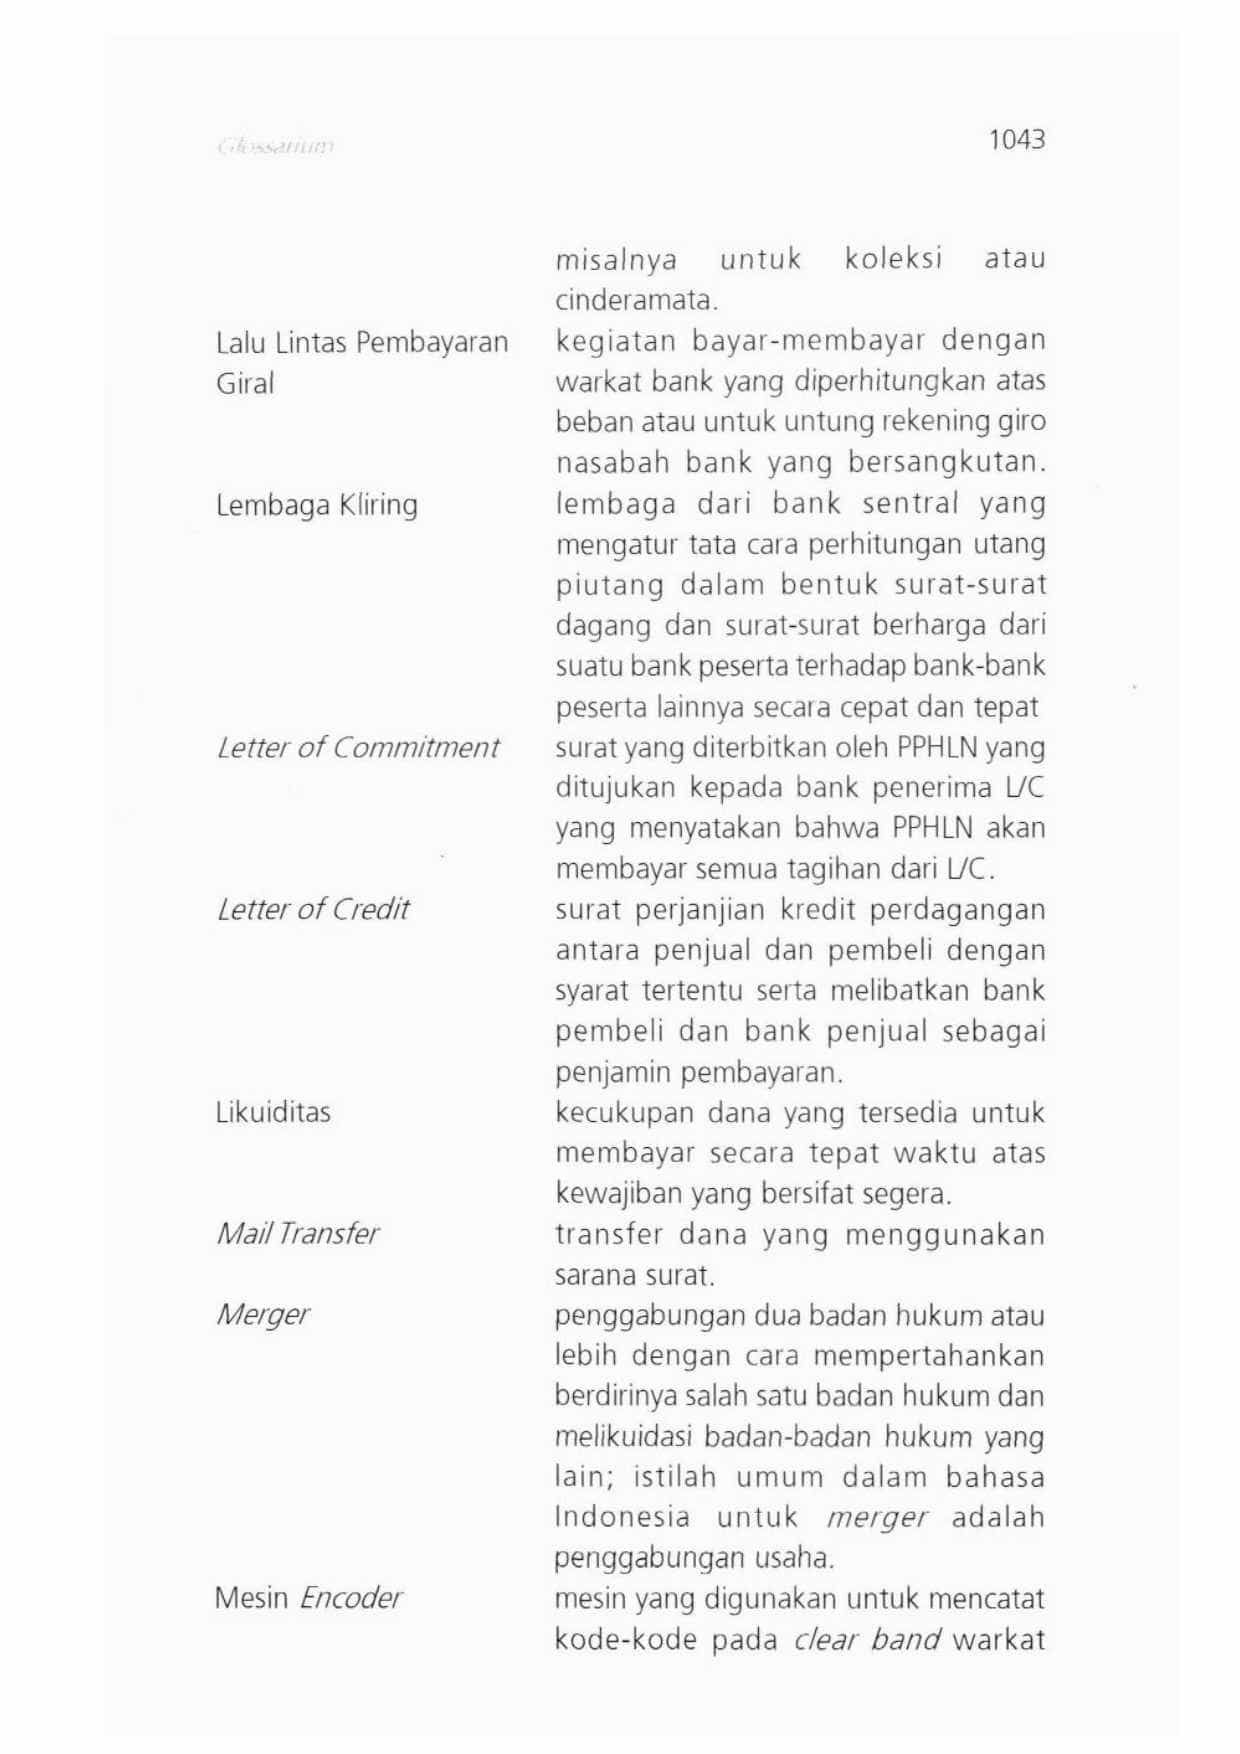 Glossarium 1043
misalnya untuk koleksi atau
cinderamata.
Lalu Lintas Pembayaran kegiatan bayar-membayar dengan
Giral warkat bank yang diperhitungkan atas
beban atau untuk untung rekening giro
nasabah bank yang bersangkutan.
Lembaga Kliring lembaga dari bank sentral yang
mengatur tata cara perhitungan utang
piutang dalam bentuk surat-surat
dagang dan surat-surat berharga dari
suatu bank peserta terhadap bank-bank
peserta lainnya secara cepat dan tepat
Letter of Commitment surat yang diterbitkan oleh PPHLN yang
ditujukan kepada bank penerima L/C
yang menyatakan bahwa PPHLN akan
membayar semua tagihan dari L/C.
Letter of Credit surat perjanjian kredit perdagangan
antara penjual dan pembeli dengan
syarat tertentu serta melibatkan bank
pembeli dan bank penjual sebagai
penjamin pembayaran.
Likuiditas kecukupan dana yang tersedia untuk
membayar secara tepat waktu atas
kewajiban yang bersifat segera.
Mail Transfer transfer dana yang menggunakan
sarana surat.
Merger penggabungan dua badan hukum atau
lebih dengan cara mempertahankan
berdirinya salah satu badan hukum dan
melikuidasi badan-badan hukum yang
lain; istilah umum dalam bahasa
Indonesia untuk merger adalah
penggabungan usaha.
Mesin Encoder mesin yang digunakan untuk mencatat
kode-kode pada clear band warkat